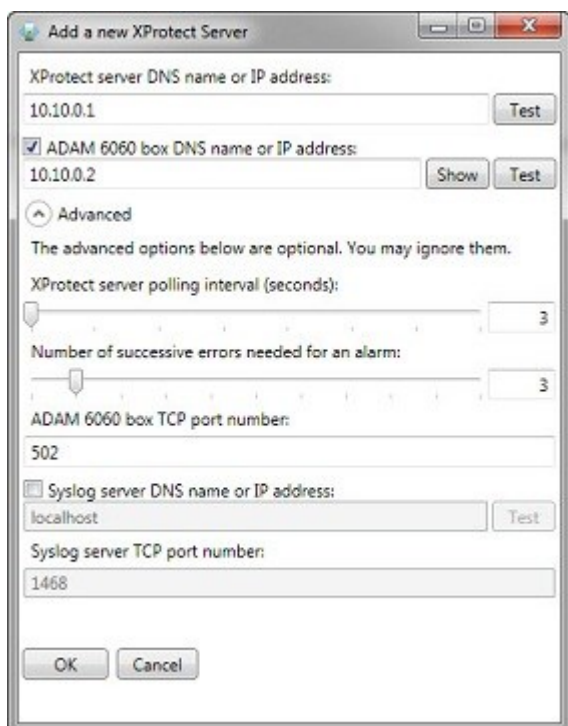 Add a new XProtect Server
XProtect server DNS name or IP address:
10.10.0.1 Test
ADAM 6060 box DNS name or IP address:
10.10.0.2 Show Test
Advanced
The advanced options below are optional. You may ignore them.
XProtect server polling interval (seconds):
3
Number of successive errors needed for an alarm:
3
ADAM 6060 box TCP port number:
502
Syslog server DNS name or IP address:
localhost Test
Syslog server TCP port number:
1468
OK Cancel